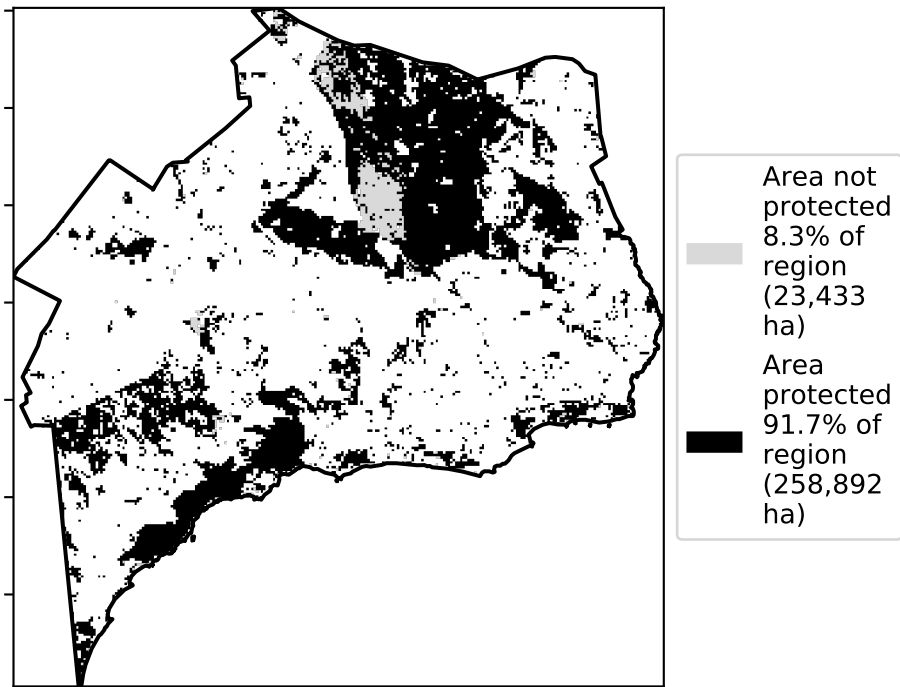 Area not
protected
8.3% of
region
(23,433
ha)
Area
protected
91.7% of
region
(258,892
ha)